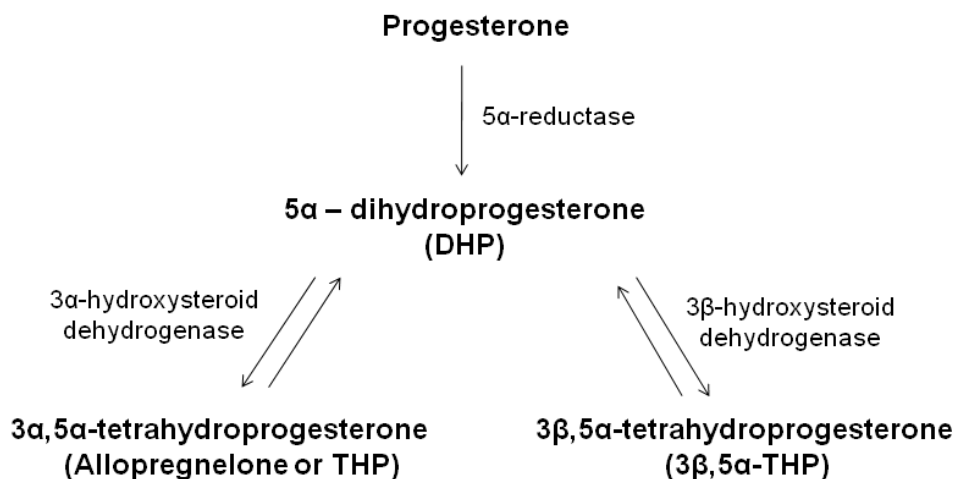 Progesterone
5α-reductase
5α – dihydroprogesterone
(DHP)
3α-hydroxysteroid
dehydrogenase
3β-hydroxysteroid
dehydrogenase
3α,5α-tetrahydroprogesterone
(Allopregnelone or THP)
3β,5α-tetrahydroprogesterone
(3β,5α-THP)